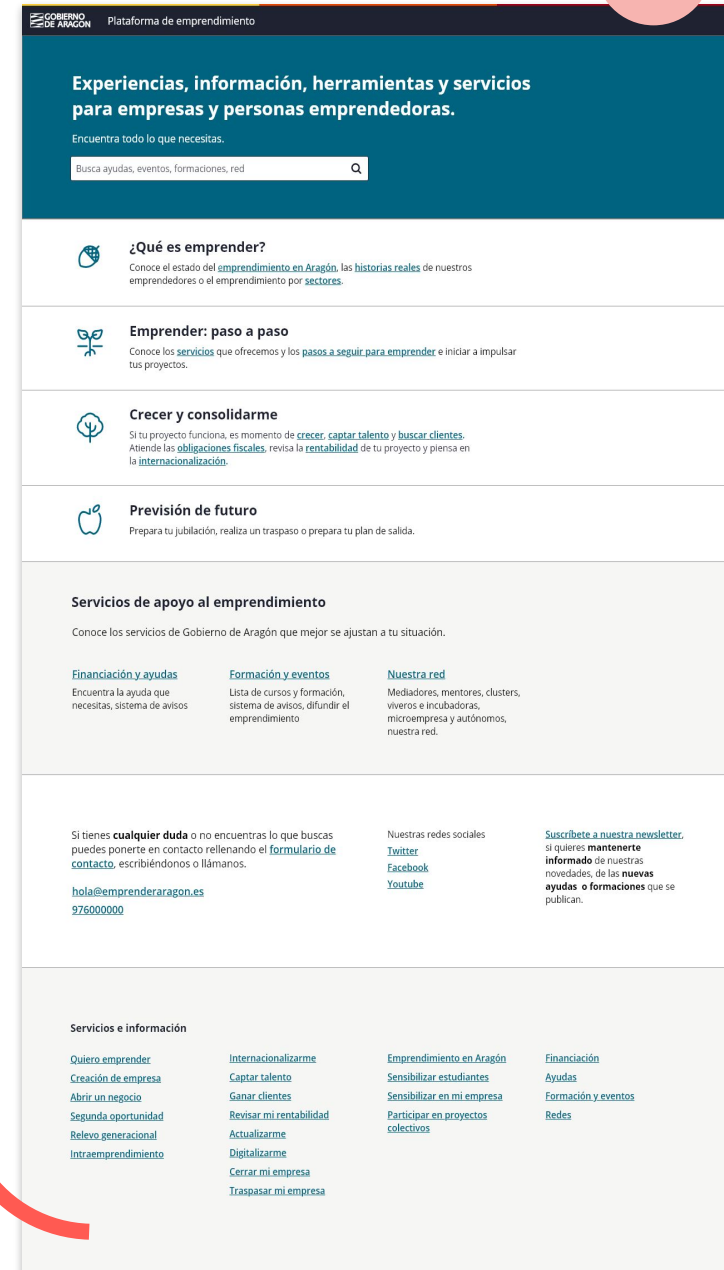 GOBIERNO
DE ARAGON
Plataforma de emprendimiento
Experiencias, información, herramientas y servicios
para empresas y personas emprendedoras.
Encuentra todo lo que necesitas.
Busca ayudas, eventos, formaciones, red
¿Qué es emprender?
Conoce el estado del emprendimiento en Aragón, las historias reales de nuestros
emprendedores o el emprendimiento por sectores.
Emprender: paso a paso
Conoce los servicios que ofrecemos y los pasos a seguir para emprender e iniciar a impulsar
tus proyectos.
Crecer y consolidarme
Si tu proyecto funciona, es momento de crecer, captar talento y buscar clientes.
Atiende las obligaciones fiscales, revisa la rentabilidad de tu proyecto y piensa en
la internacionalización.
Previsión de futuro
Prepara tu jubilación, realiza un traspaso o prepara tu plan de salida.
Servicios de apoyo al emprendimiento
Conoce los servicios de Gobierno de Aragón que mejor se ajustan a tu situación.
Financiación y ayudas
Encuentra la ayuda que
necesitas, sistema de avisos
Formación y eventos
Lista de cursos y formación,
sistema de avisos, difundir el
emprendimiento
Nuestra red
Mediadores, mentores, clusters,
viveros e incubadoras,
microempresa y autónomos,
nuestra red.
Si tienes cualquier duda o no encuentras lo que buscas
puedes ponerte en contacto rellenando el formulario de
contacto, escribiéndonos o llámanos.
hola@emprenderaragon.es
976000000
Nuestras redes sociales
Twitter
Facebook
Youtube
Suscríbete a nuestra newsletter,
si quieres mantenerte
informado de nuestras
novedades, de las nuevas
ayudas o formaciones que se
publican.
Servicios e información
Quiero emprender
Creación de empresa
Abrir un negocio
Segunda oportunidad
Relevo generacional
Intraemprendimiento
Internacionalizarme
Captar talento
Ganar clientes
Revisar mi rentabilidad
Actualizarme
Digitalizarme
Cerrar mi empresa
Traspasar mi empresa
Emprendimiento en Aragón
Sensibilizar estudiantes
Sensibilizar en mi empresa
Participar en proyectos
colectivos
Financiación
Ayudas
Formación y eventos
Redes